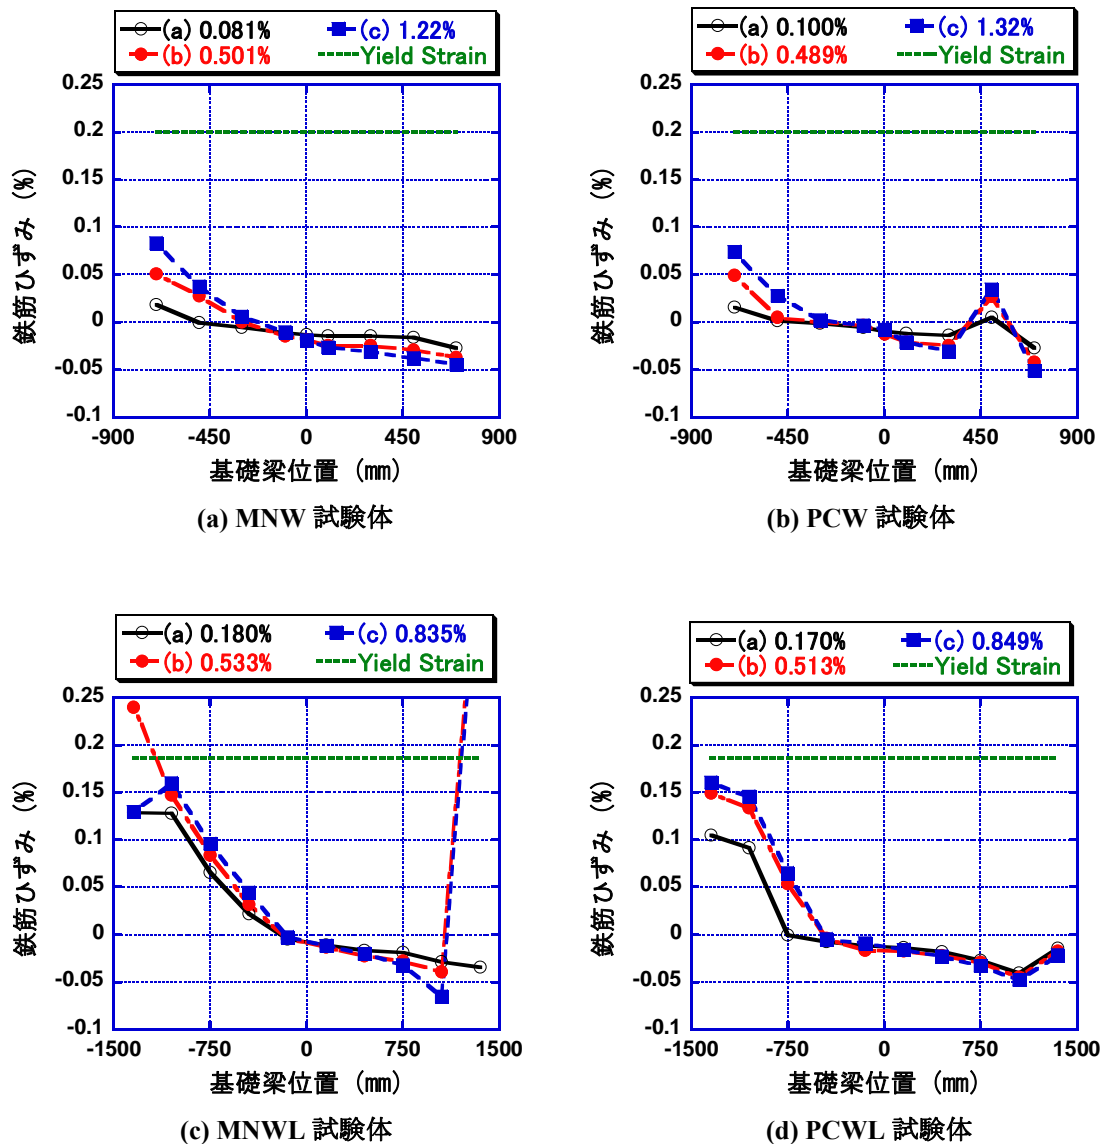 (a) 0.081%
(c) 1.22%
(b) 0.501%
Yield Strain
0.25
0.2
0.15
0.1
0.05
0
-0.05
-0.1
鉄筋ひずみ (%)
-900
-450
0
450
900
基礎梁位置 (mm)
(a) MNW 試験体
(a) 0.100%
(c) 1.32%
(b) 0.489%
Yield Strain
0.25
0.2
0.15
0.1
0.05
0
-0.05
-0.1
鉄筋ひずみ (%)
-900
-450
0
450
900
基礎梁位置 (mm)
(b) PCW 試験体
(a) 0.180%
(c) 0.835%
(b) 0.533%
Yield Strain
0.25
0.2
0.15
0.1
0.05
0
-0.05
-0.1
鉄筋ひずみ (%)
-1500
-750
0
750
1500
基礎梁位置 (mm)
(c) MNWL 試験体
(a) 0.170%
(c) 0.849%
(b) 0.513%
Yield Strain
0.25
0.2
0.15
0.1
0.05
0
-0.05
-0.1
鉄筋ひずみ (%)
-1500
-750
0
750
1500
基礎梁位置 (mm)
(d) PCWL 試験体